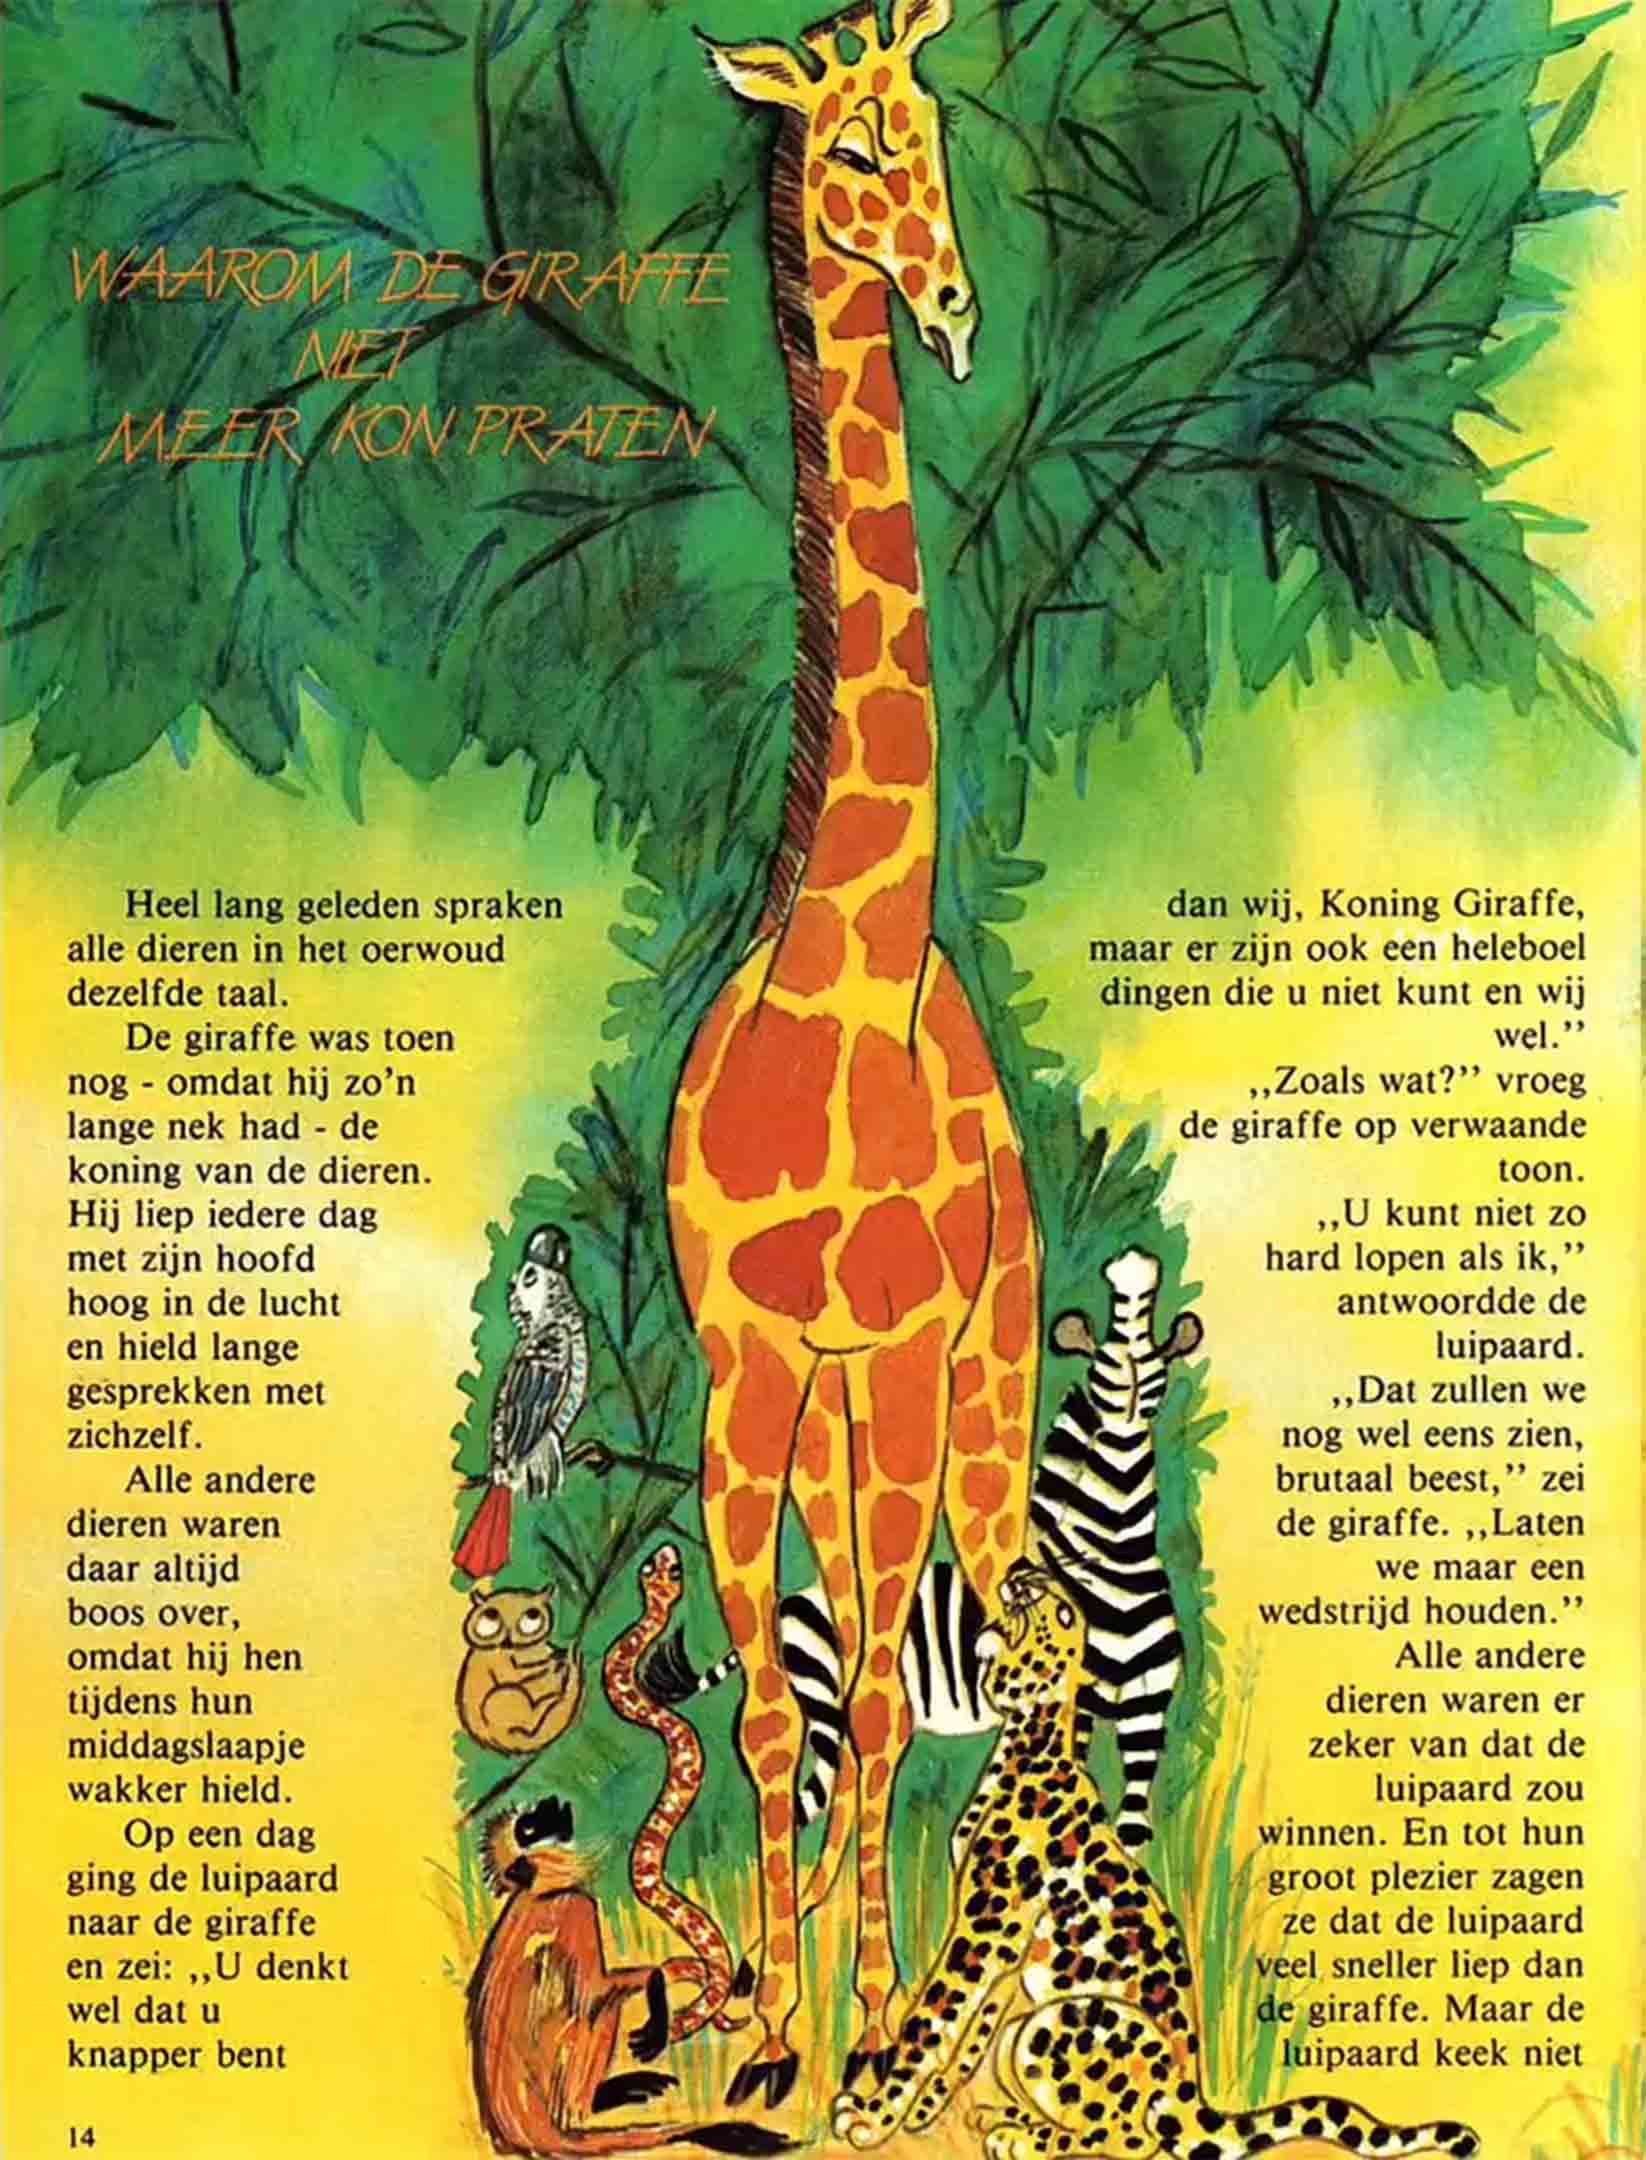 WAAROM DE GIRAFFE
NIET
MEER KON PRATEN
Heel lang geleden spraken
alle dieren in het oerwoud
dezelfde taal.
De giraffe was toen
nog - omdat hij zo'n
lange nek had - de
koning van de dieren.
Hij liep iedere dag
met zijn hoofd
hoog in de lucht
en hield lange
gesprekken met
zichzelf.
Alle andere
dieren waren
daar altijd
boos over,
omdat hij hen
tijdens hun
middagslaapje
wakker hield.
Op een dag
ging de luipaard
naar de giraffe
en zei: ,,U denkt
wel dat u
knapper bent
dan wij, Koning Giraffe,
maar er zijn ook een heleboel
dingen die u niet kunt en wij
wel.''
,,Zoals wat?'' vroeg
de giraffe op verwaande
toon.
,,U kunt niet zo
hard lopen als ik,''
antwoordde de
luipaard.
,,Dat zullen we
nog wel eens zien,
brutaal beest,'' zei
de giraffe. ,,Laten
we maar een
wedstrijd houden.''
Alle andere
dieren waren er
zeker van dat de
luipaard zou
winnen. En tot hun
groot plezier zagen
ze dat de luipaard
veel sneller liep dan
de giraffe. Maar de
luipaard keek niet
14